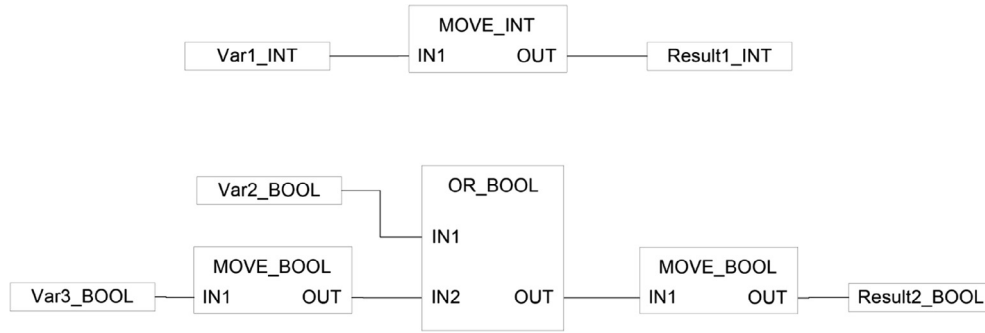 MOVE_INT
Var1_INT IN1 OUT Result1_INT
Var2_BOOL OR_BOOL
IN1
MOVE_BOOL MOVE_BOOL
Var3_BOOL IN1 OUT IN2 OUT IN1 OUT Result2_BOOL